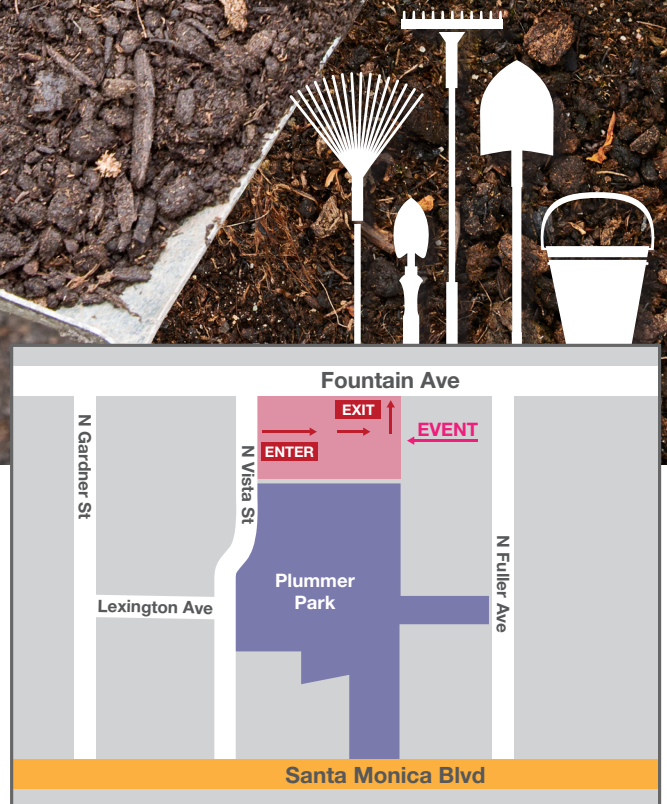 Fountain Ave
EXIT
EVENT
ENTER
N Gardner St
N Vista St
N Fuller Ave
Plummer
Park
Lexington Ave
Santa Monica Blvd